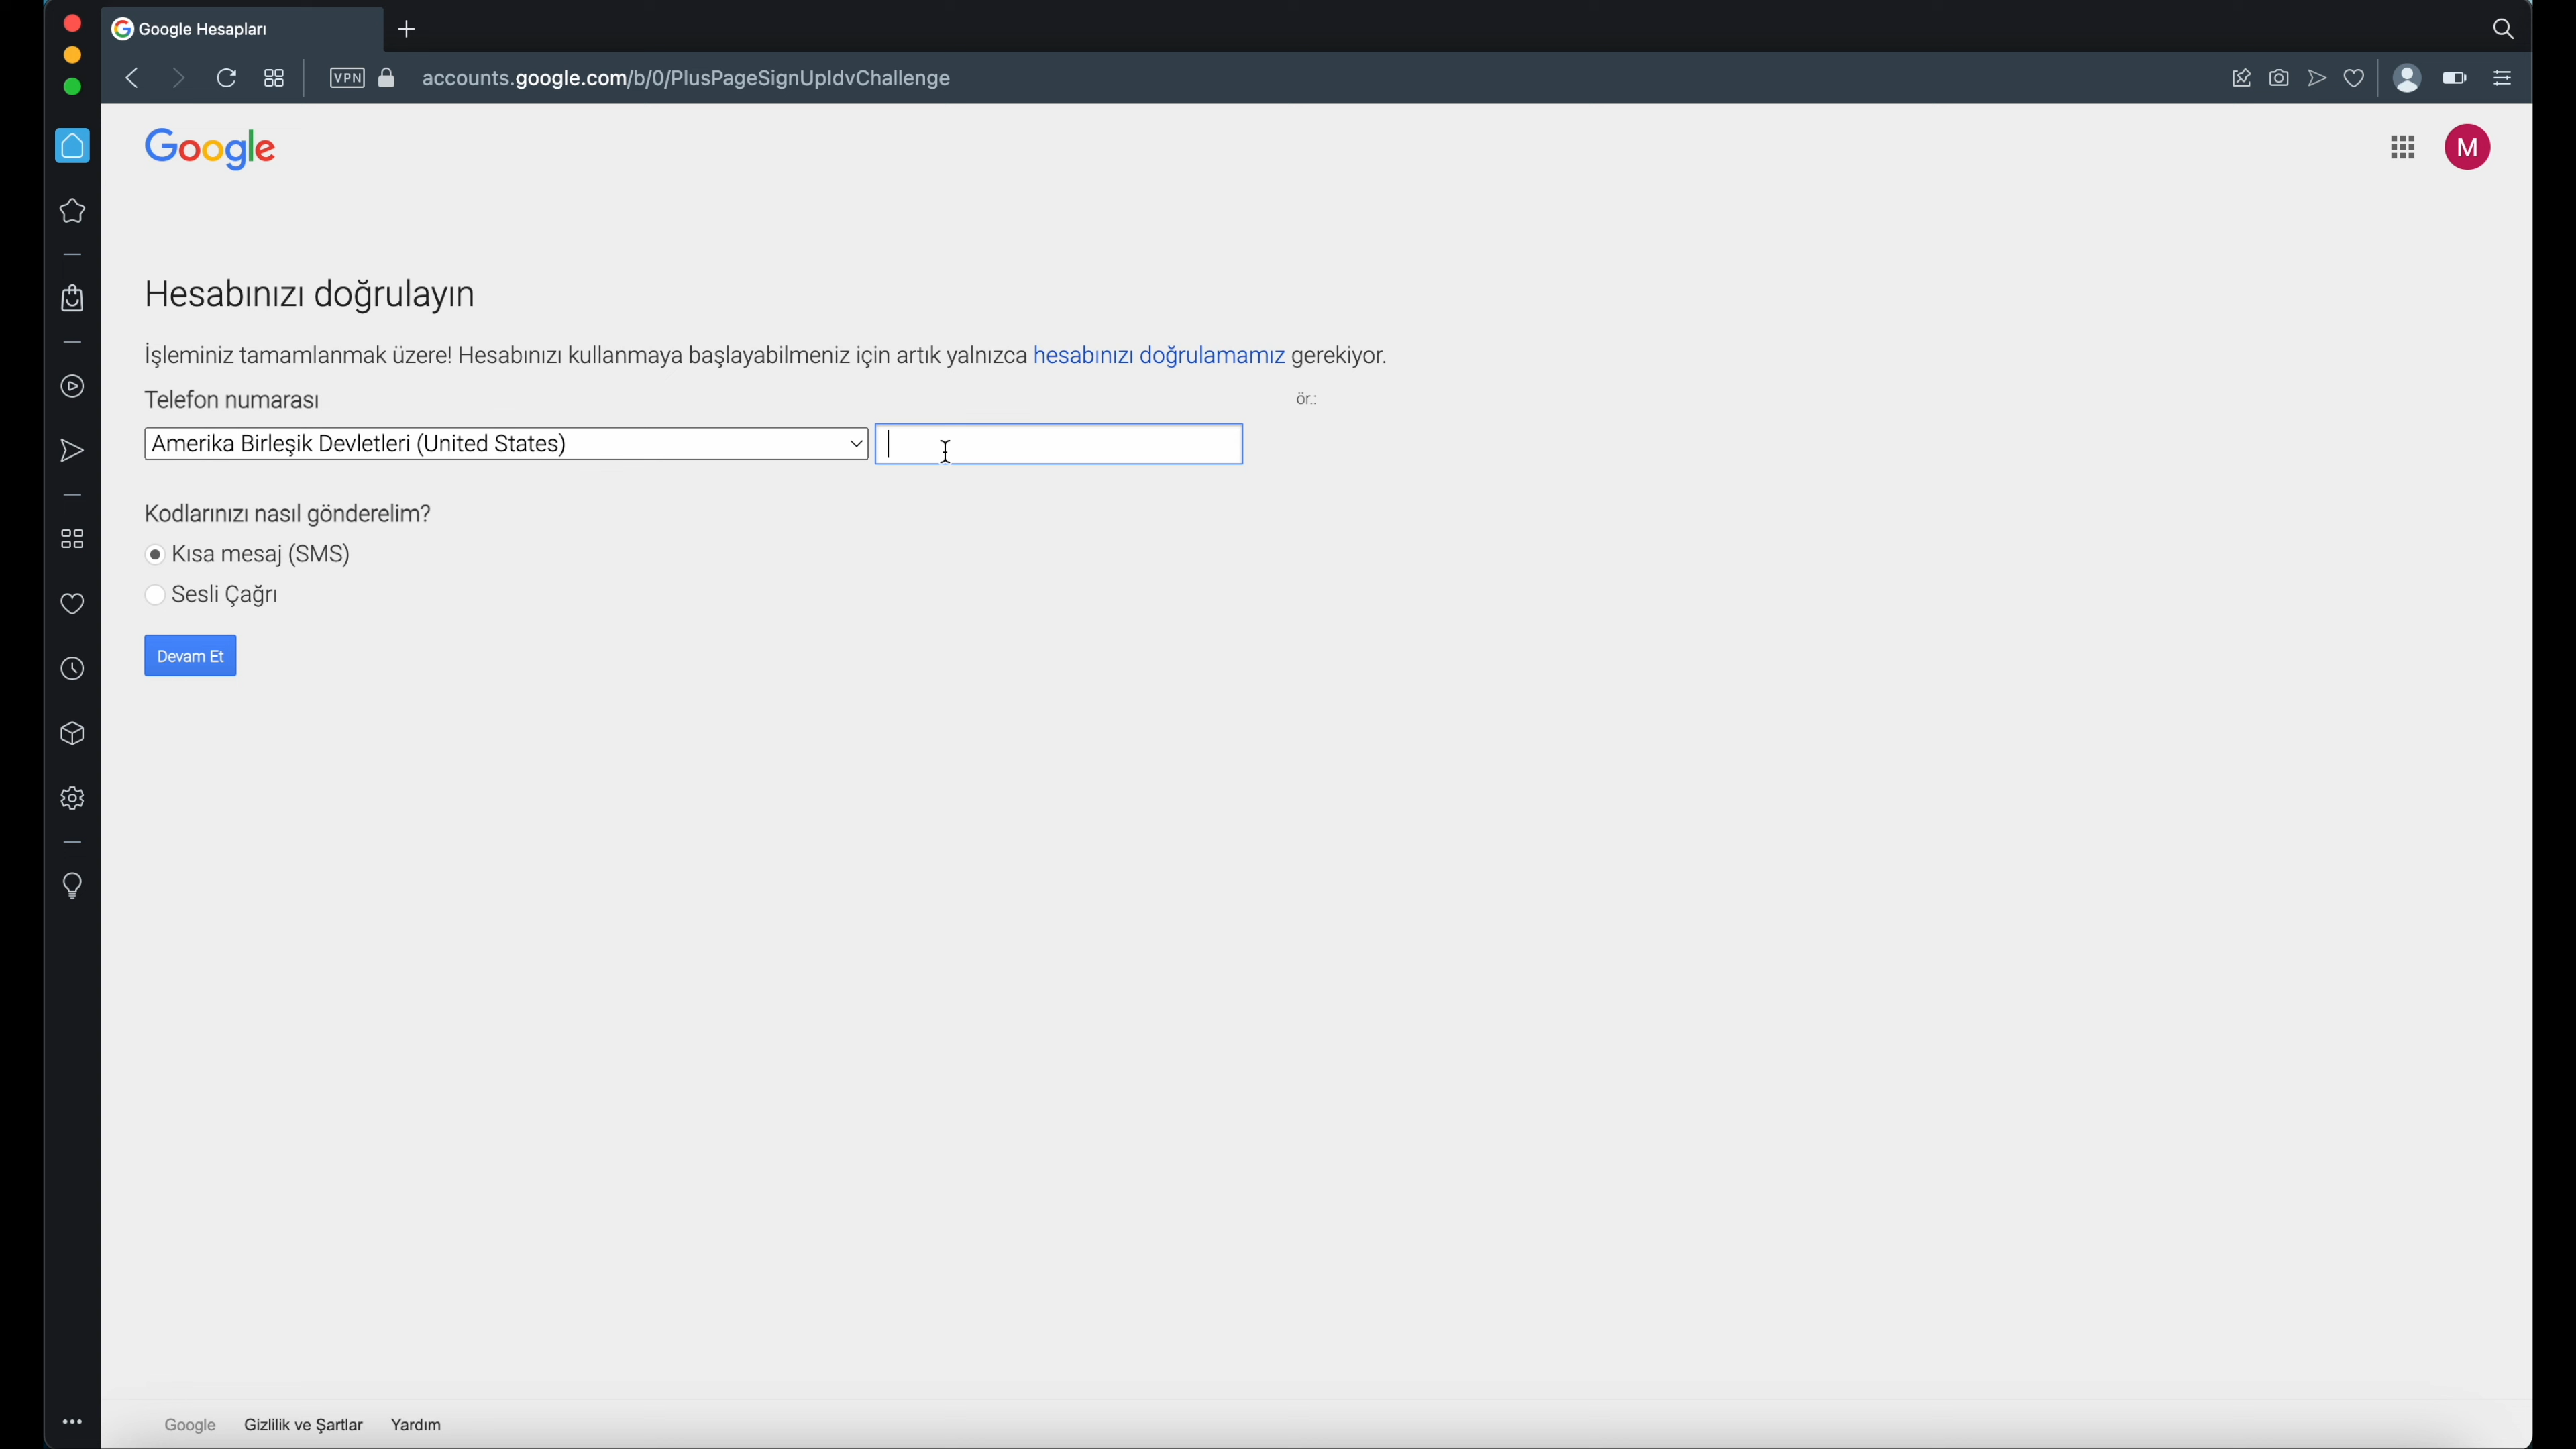 Google Hesapları
VPN
accounts.google.com/b/0/PlusPageSignUpIdvChallenge
Google
M
Hesabınızı doğrulayın
İşleminiz tamamlanmak üzere! Hesabınızı kullanmaya başlayabilmeniz için artık yalnızca hesabınızı doğrulamamız gerekiyor.
Telefon numarası
ör.:
Amerika Birleşik Devletleri (United States)
Kodlarınızı nasıl gönderelim?
Kısa mesaj (SMS)
Sesli Çağrı
Devam Et
Google Gizlilik ve Şartlar Yardım